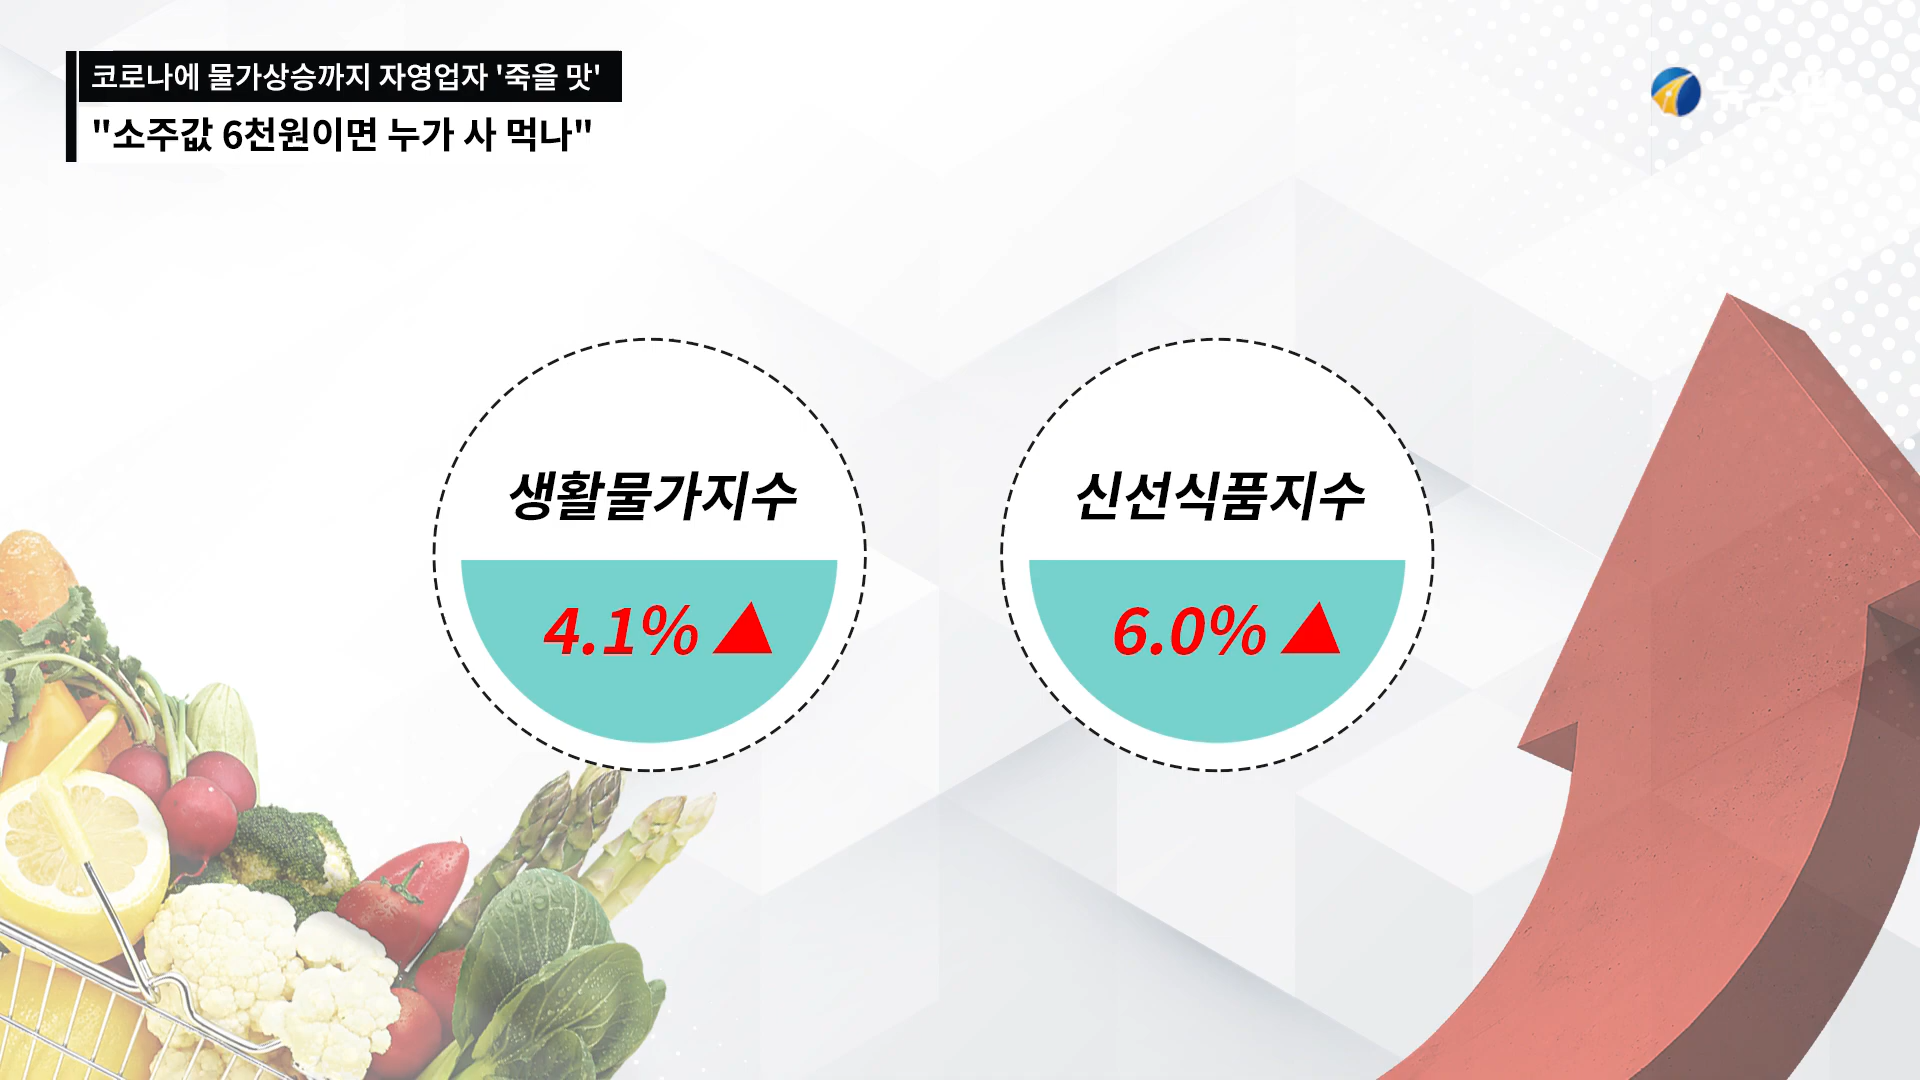 코로나에 물가상승까지 자영업자 '죽을 맛'
"소주값 6천원이면 누가 사 먹나"
생활물가지수
4.1% ▲
신선식품지수
6.0% ▲